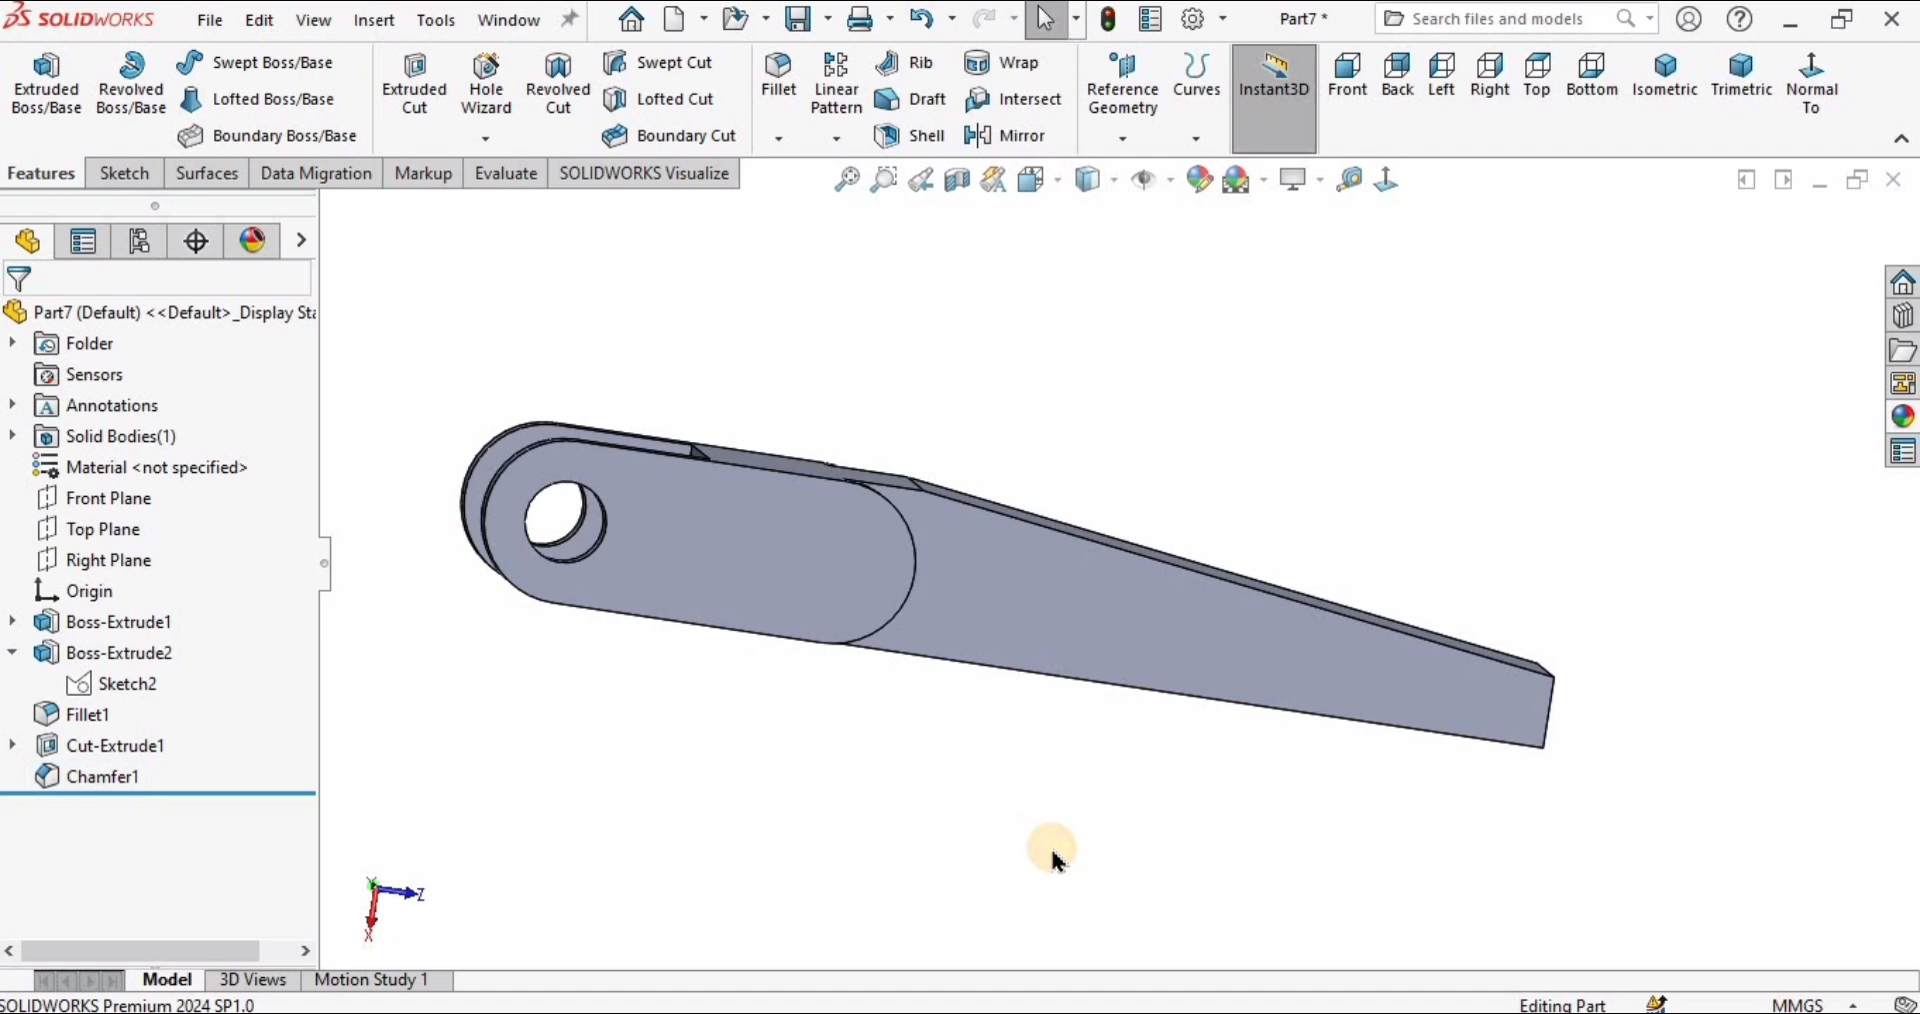 SOLIDWORKS File Edit View Insert Tools Window Part7 * Search files and models
Extruded Boss/Base
Revolved Boss/Base
Swept Boss/Base
Lofted Boss/Base
Boundary Boss/Base
Extruded Cut
Hole Wizard
Revolved Cut
Swept Cut
Lofted Cut
Boundary Cut
Fillet
Linear Pattern
Rib
Draft
Shell
Wrap
Intersect
Mirror
Reference Geometry
Curves
Instant3D
Front
Back
Left
Right
Top
Bottom
Isometric
Trimetric
Normal To
Features Sketch Surfaces Data Migration Markup Evaluate SOLIDWORKS Visualize
Part7 (Default) <<Default>_Display Sta
Folder
Sensors
Annotations
Solid Bodies(1)
Material <not specified>
Front Plane
Top Plane
Right Plane
Origin
Boss-Extrude1
Boss-Extrude2
Sketch2
Fillet1
Cut-Extrude1
Chamfer1
Z
X
Model 3D Views Motion Study 1
SOLIDWORKS Premium 2024 SP1.0 Editing Part MMGS